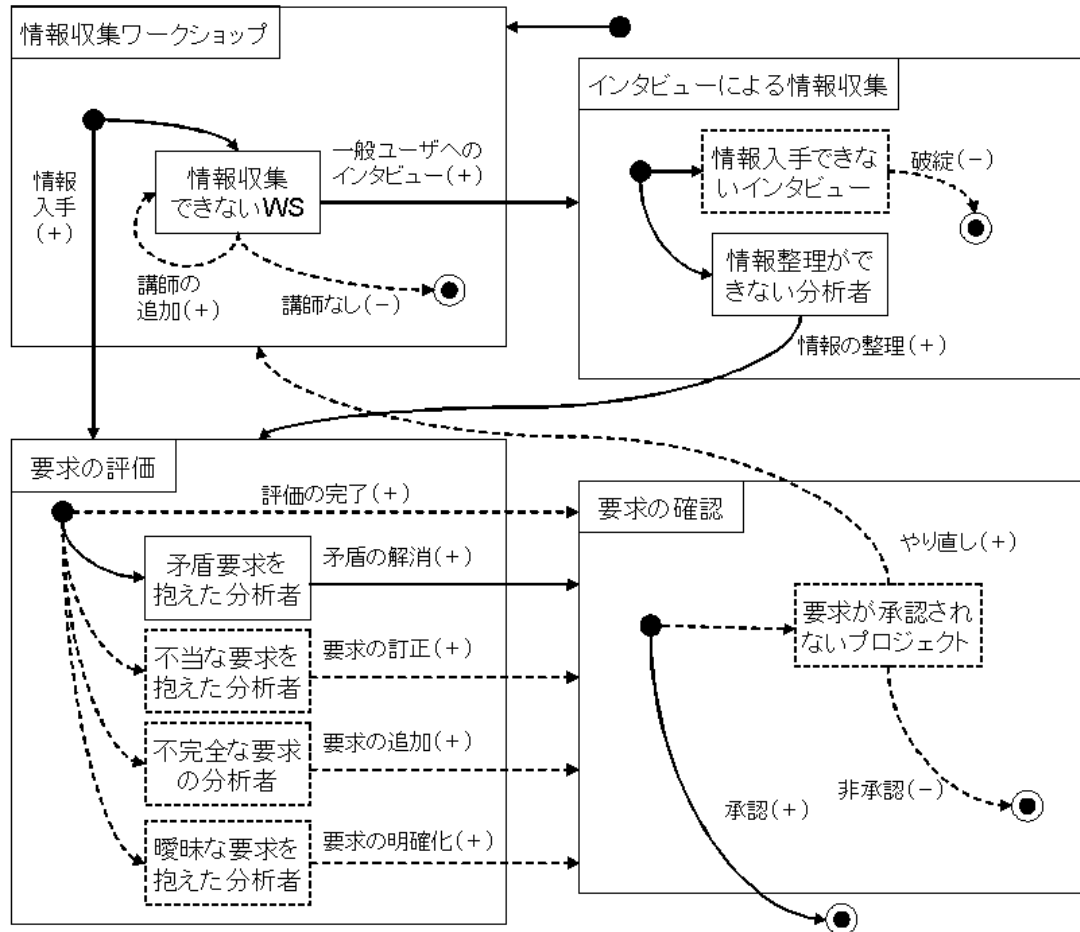 情報収集ワークショップ
情報
入手
(+)
情報収集
できないWS
一般ユーザへの
インタビュー(+)
講師の
追加(+)
講師なし(-)
インタビューによる情報収集
情報入手できな
いインタビュー
破綻(-)
情報整理がで
きない分析者
情報の整理(+)
要求の評価
評価の完了(+)
矛盾要求を
抱えた分析者
矛盾の解消(+)
不当な要求を
抱えた分析者
要求の訂正(+)
不完全な要求
の分析者
要求の追加(+)
曖昧な要求を
抱えた分析者
要求の明確化(+)
要求の確認
やり直し(+)
要求が承認され
ないプロジェクト
非承認(-)
承認(+)